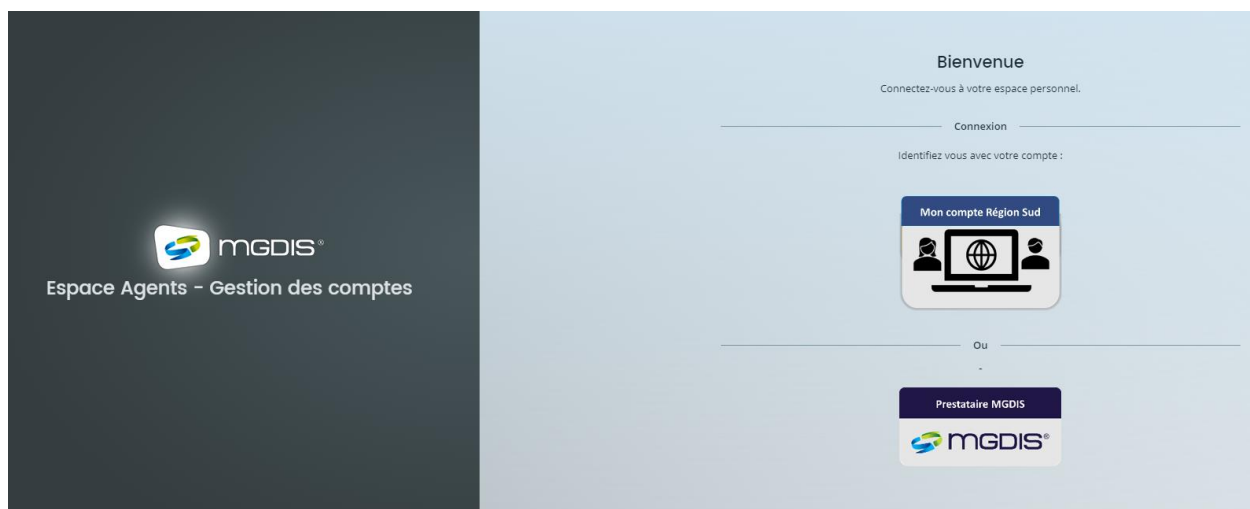 mGDIS®
Espace Agents - Gestion des comptes
Bienvenue
Connectez-vous à votre espace personnel.
Connexion
Identifiez vous avec votre compte :
Mon compte Région Sud
Ou
-
Prestataire MGDIS
mGDIS®